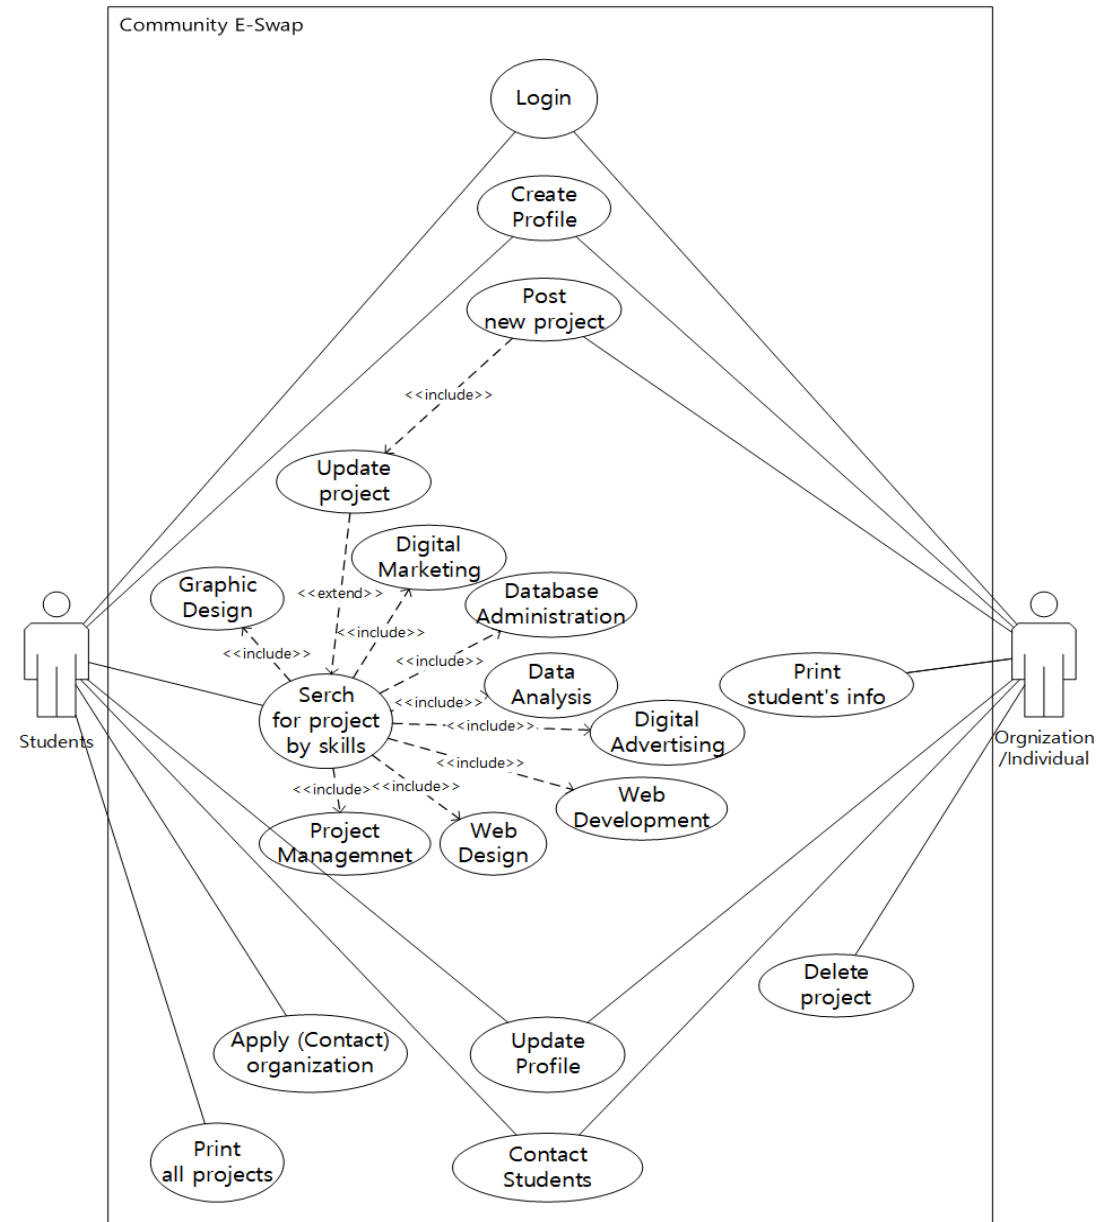 Community E-Swap
Login
Create
Profile
Post
new project
<<include>>
Update
project
Digital
Marketing
Graphic
Design
<<extend>>
Database
Administration
<<include>>
<<include>>
<<include>>
Data
Analysis
Print
student's info
Serch
for project
by skills
<<include>>
<<include>>
Digital
Advertising
Students
Orgnization
/Individual
<<include>>
<<include>
<<include>>
Web
Development
Project
Managemnet
Web
Design
Delete
project
Apply (Contact)
organization
Update
Profile
Print
all projects
Contact
Students